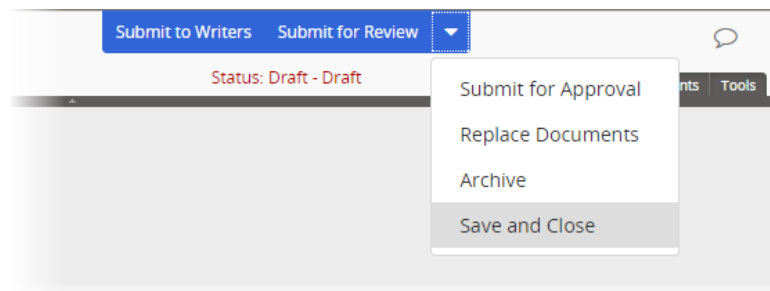 Submit to Writers Submit for Review
Status: Draft - Draft
Submit for Approval
Replace Documents
Archive
Save and Close
nts Tools